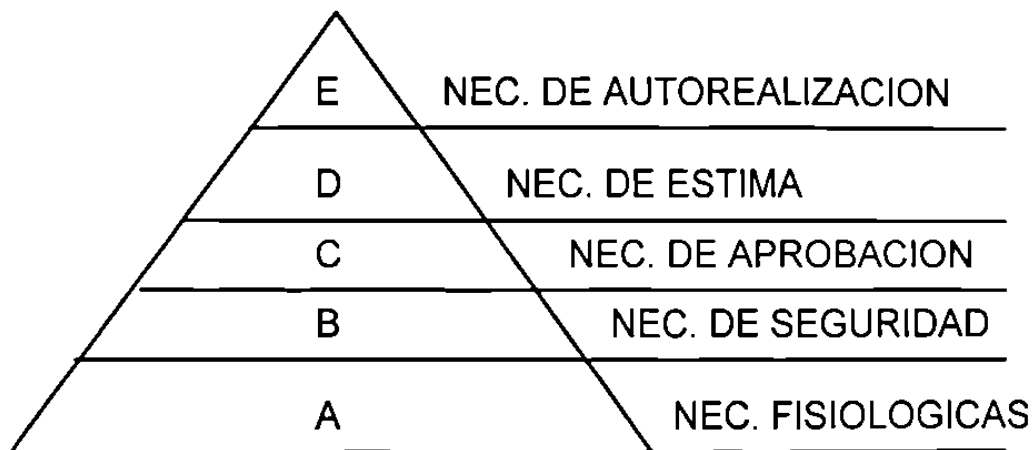 E NEC. DE AUTOREALIZACION
D NEC. DE ESTIMA
C NEC. DE APROBACION
B NEC. DE SEGURIDAD
A NEC. FISIOLOGICAS